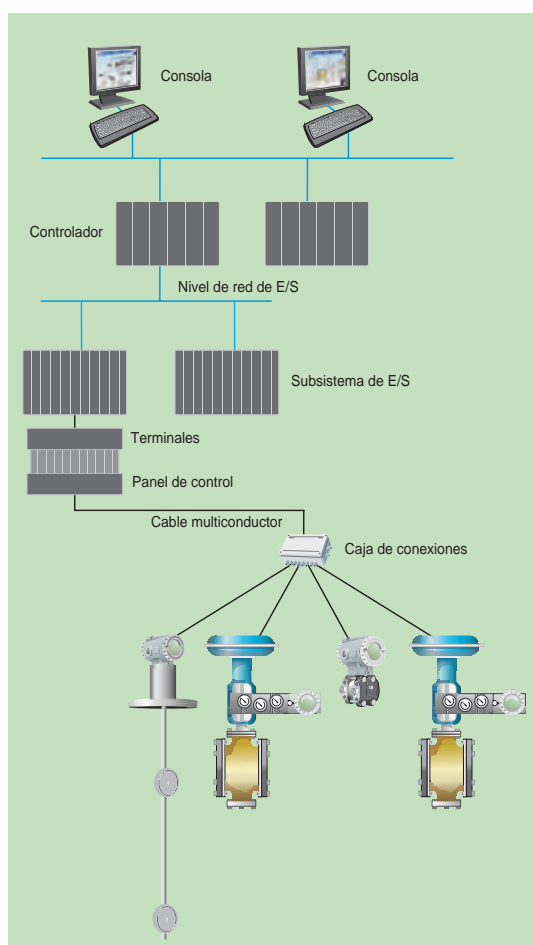 Consola
Consola
Controlador
Nivel de red de E/S
Subsistema de E/S
Terminales
Panel de control
Cable multiconductor
Caja de conexiones